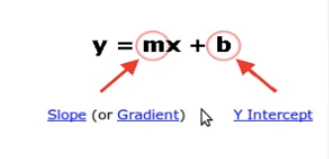 y = mx + b
Slope (or Gradient) Y Intercept